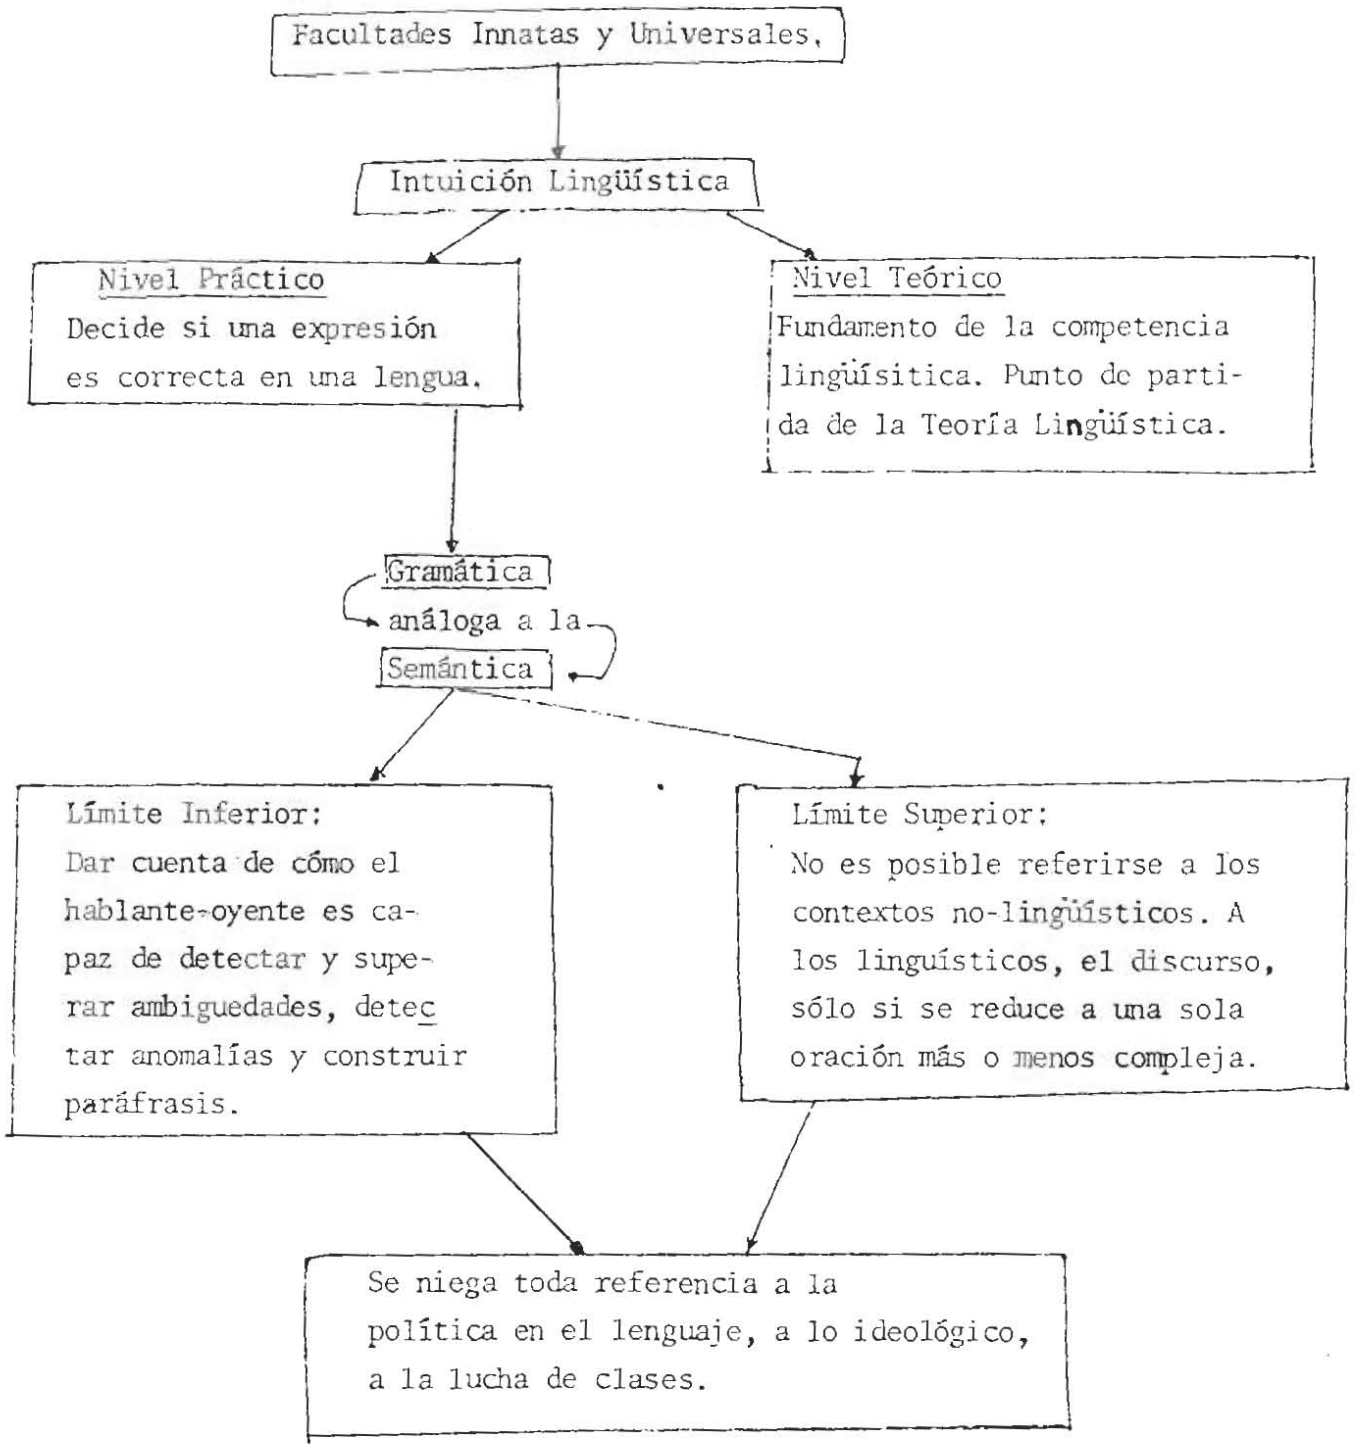 Facultades Innatas y Universales.
Intuición Lingüística
Nivel Práctico
Decide si una expresión
es correcta en una lengua.
Nivel Teórico
Fundamento de la competencia
lingüísitica. Punto de parti-
da de la Teoría Lingüística.
Gramática
análoga a la
Semántica
Límite Inferior:
Dar cuenta de cómo el
hablante-oyente es ca-
paz de detectar y supe-
rar ambiguedades, detec
tar anomalías y construir
paráfrasis.
Límite Superior:
No es posible referirse a los
contextos no-lingüísticos. A
los linguísticos, el discurso,
sólo si se reduce a una sola
oración más o menos compleja.
Se niega toda referencia a la
política en el lenguaje, a lo ideológico,
a la lucha de clases.